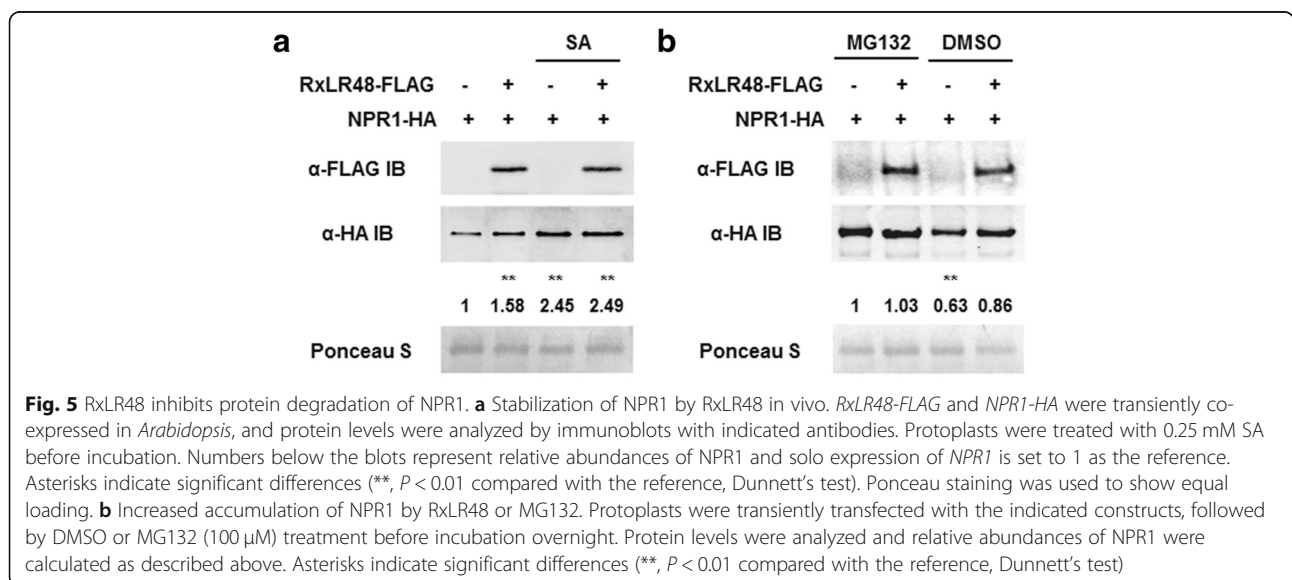 a
SA
RxLR48-FLAG - + - +
NPR1-HA + + + +
α-FLAG IB
α-HA IB
** ** **
1 1.58 2.45 2.49
Ponceau S
b
MG132 DMSO
RxLR48-FLAG - + - +
NPR1-HA + + + +
α-FLAG IB
α-HA IB
**
1 1.03 0.63 0.86
Ponceau S
Fig. 5 RxLR48 inhibits protein degradation of NPR1. a Stabilization of NPR1 by RxLR48 in vivo. RxLR48-FLAG and NPR1-HA were transiently co-
expressed in Arabidopsis, and protein levels were analyzed by immunoblots with indicated antibodies. Protoplasts were treated with 0.25 mM SA
before incubation. Numbers below the blots represent relative abundances of NPR1 and solo expression of NPR1 is set to 1 as the reference.
Asterisks indicate significant differences (**, P < 0.01 compared with the reference, Dunnett's test). Ponceau staining was used to show equal
loading. b Increased accumulation of NPR1 by RxLR48 or MG132. Protoplasts were transiently transfected with the indicated constructs, followed
by DMSO or MG132 (100 μM) treatment before incubation overnight. Protein levels were analyzed and relative abundances of NPR1 were
calculated as described above. Asterisks indicate significant differences (**, P < 0.01 compared with the reference, Dunnett's test)